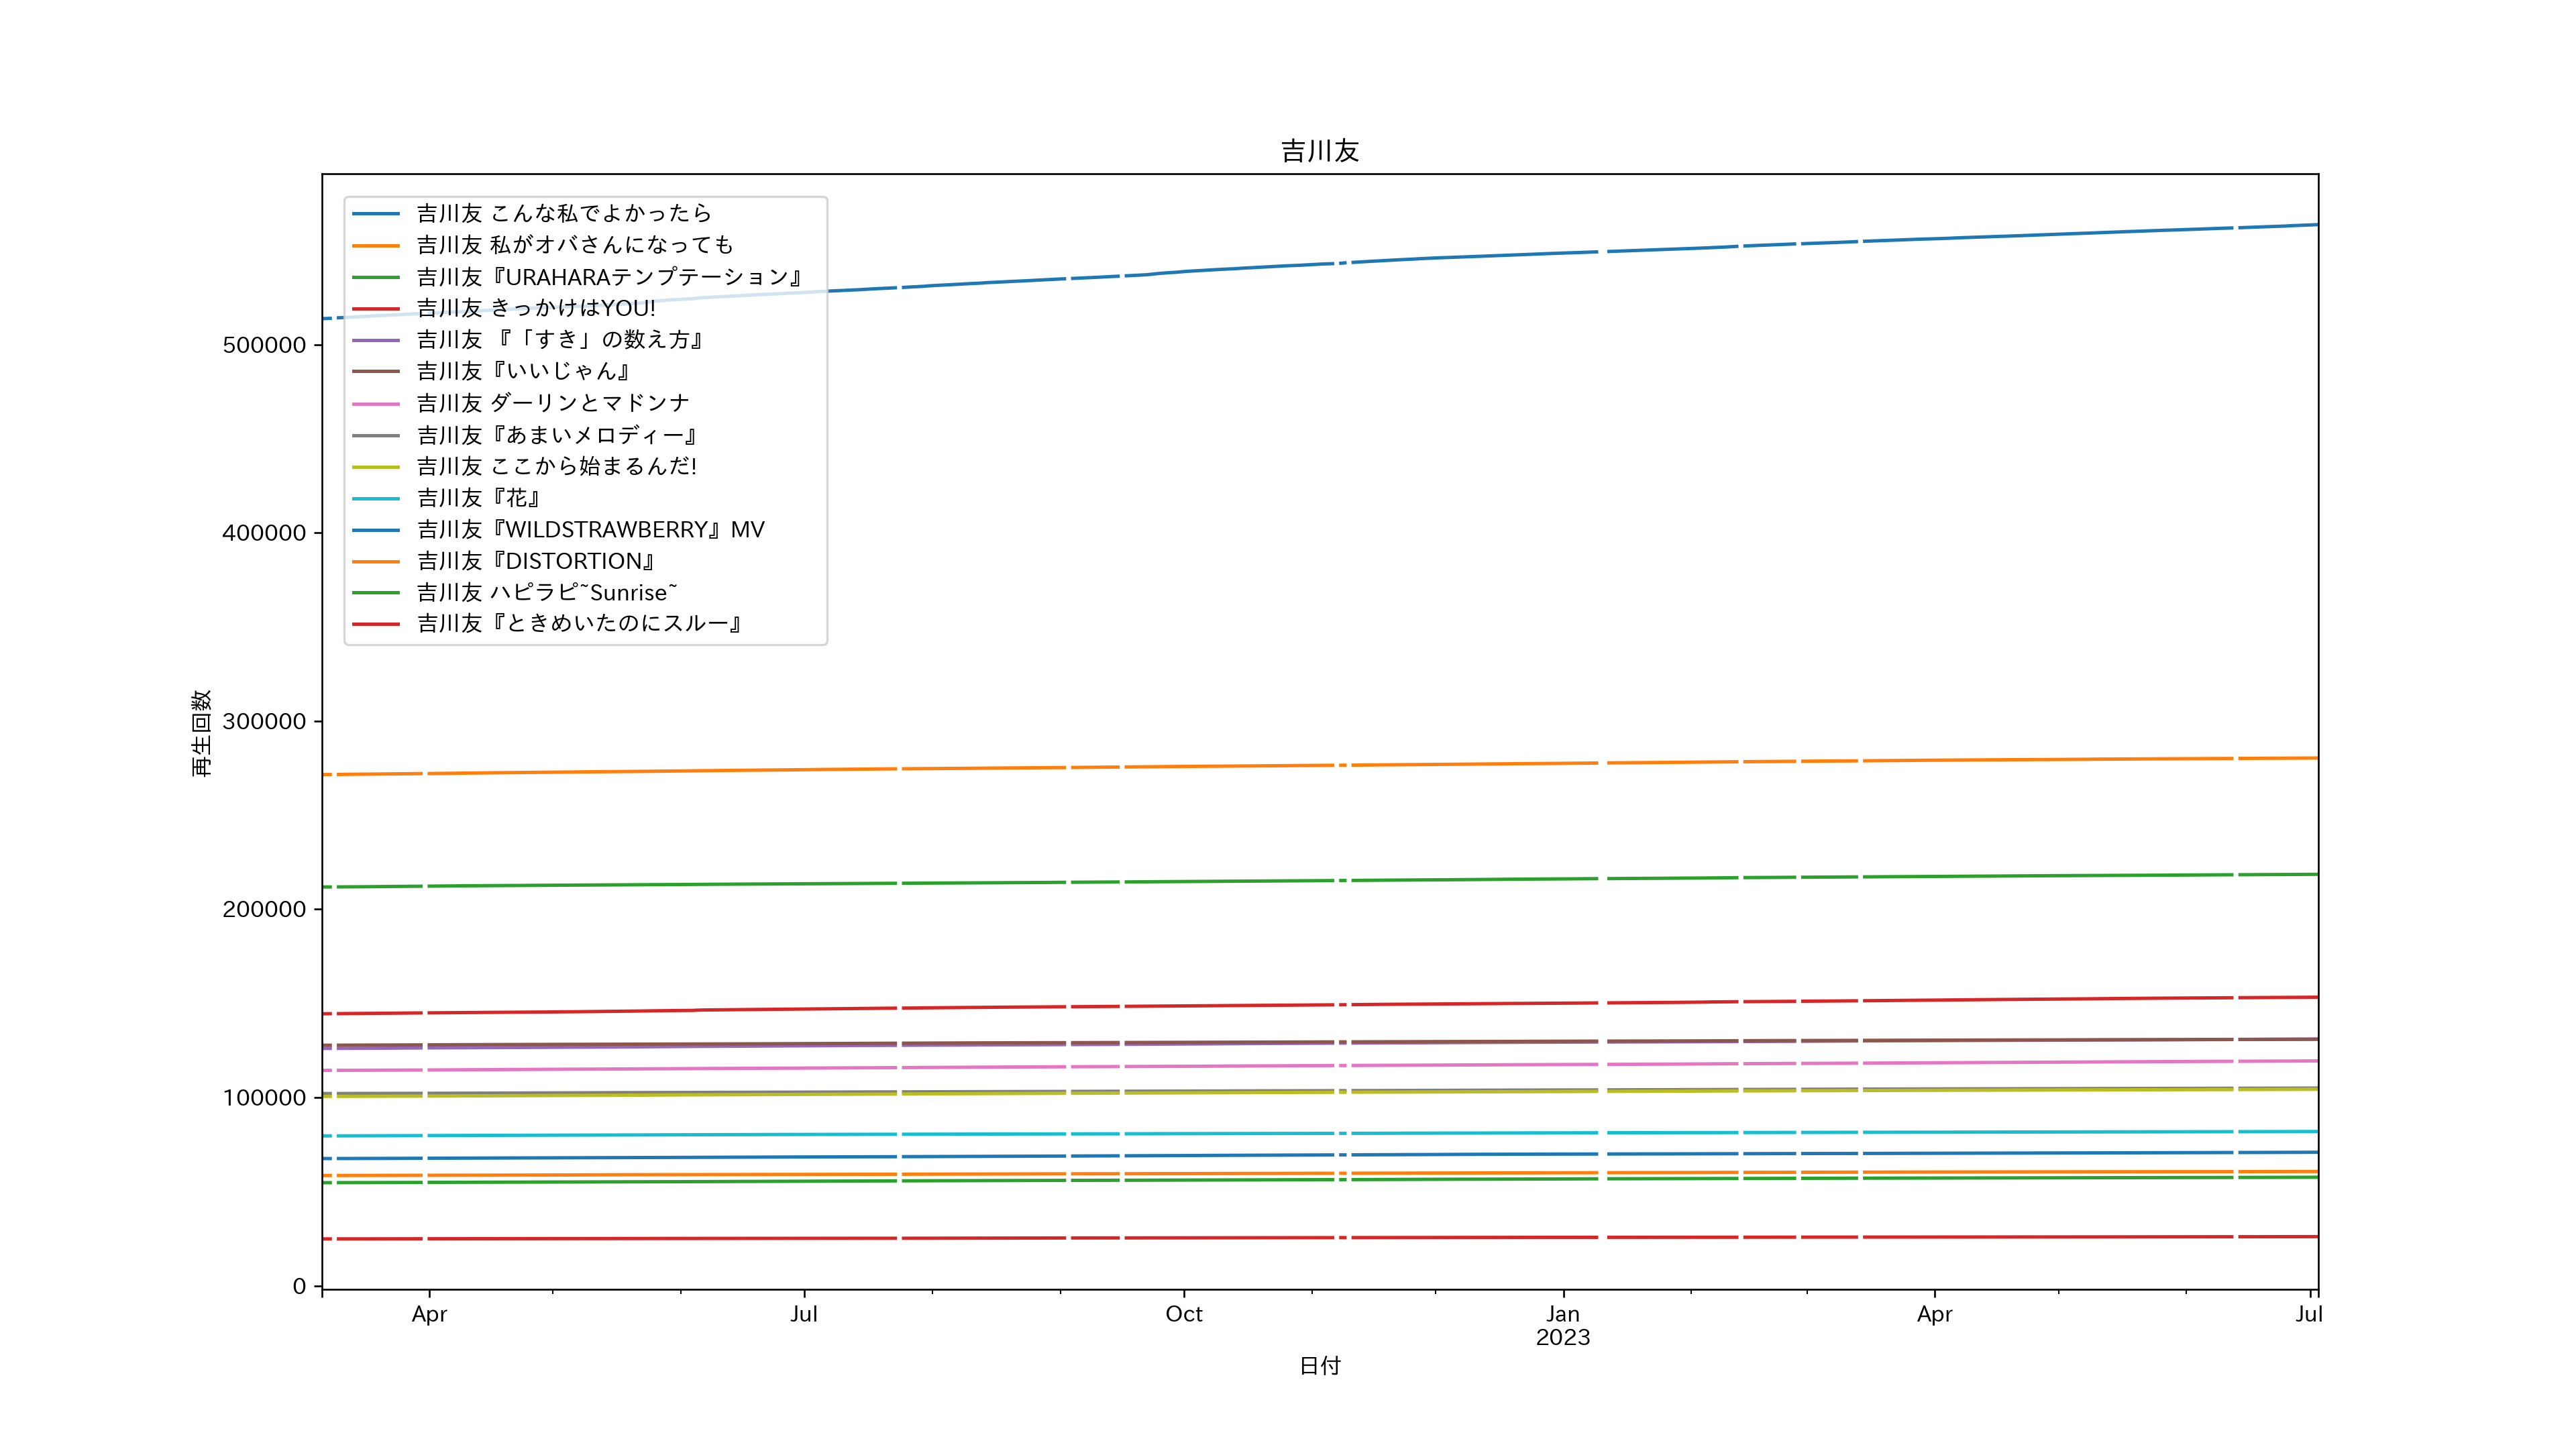 吉川友
吉川友 こんな私でよかったら
吉川友 私がオバさんになっても
吉川友『URAHARAテンプテーション』
吉川友 きっかけはYOU!
吉川友 『「すき」の数え方』
吉川友『いいじゃん』
吉川友 ダーリンとマドンナ
吉川友『あまいメロディー』
吉川友 ここから始まるんだ!
吉川友『花』
吉川友『WILDSTRAWBERRY』MV
吉川友『DISTORTION』
吉川友 ハピラピ~Sunrise~
吉川友『ときめいたのにスルー』
再生回数
500000
400000
300000
200000
100000
0
Apr Jul Oct Jan Apr Jul
2023
日付